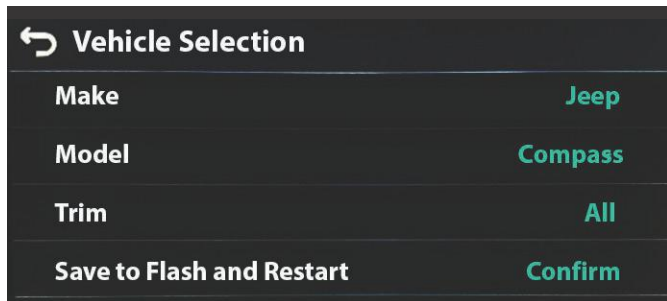 Vehicle Selection
Make Jeep
Model Compass
Trim All
Save to Flash and Restart Confirm